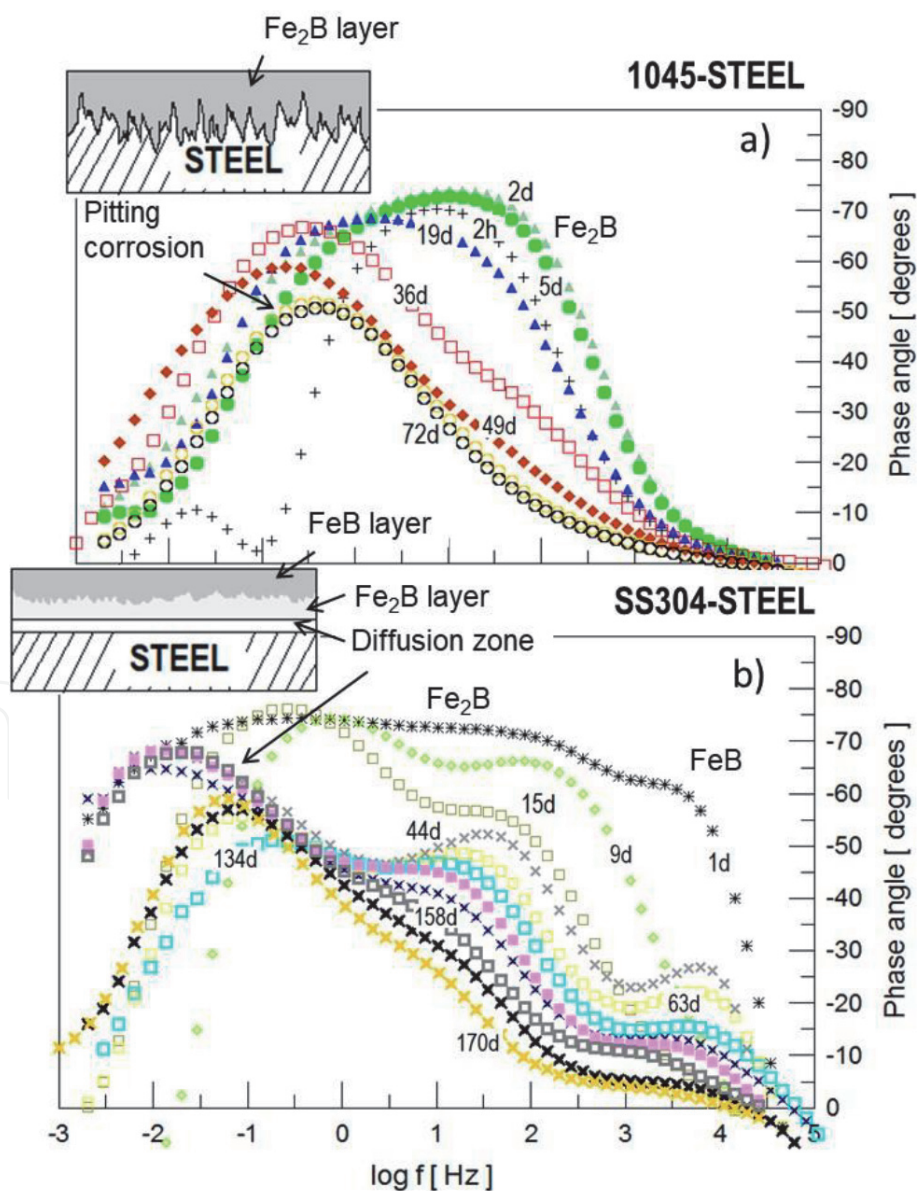 Fe₂B layer
1045-STEEL
a)
STEEL
Pitting
corrosion
2d
2h
19d
Fe₂B
5d
36d
49d
72d
-90
-80
-70
-60
-50
-40
-30
-20
-10
0
Phase angle [ degrees ]
FeB layer
SS304-STEEL
Fe₂B layer
Diffusion zone
STEEL
b)
Fe₂B
FeB
15d
44d
9d
1d
134d
158d
63d
170d
-90
-80
-70
-60
-50
-40
-30
-20
-10
0
Phase angle [ degrees ]
-3 -2 -1 0 1 2 3 4 5
log f [ Hz ]